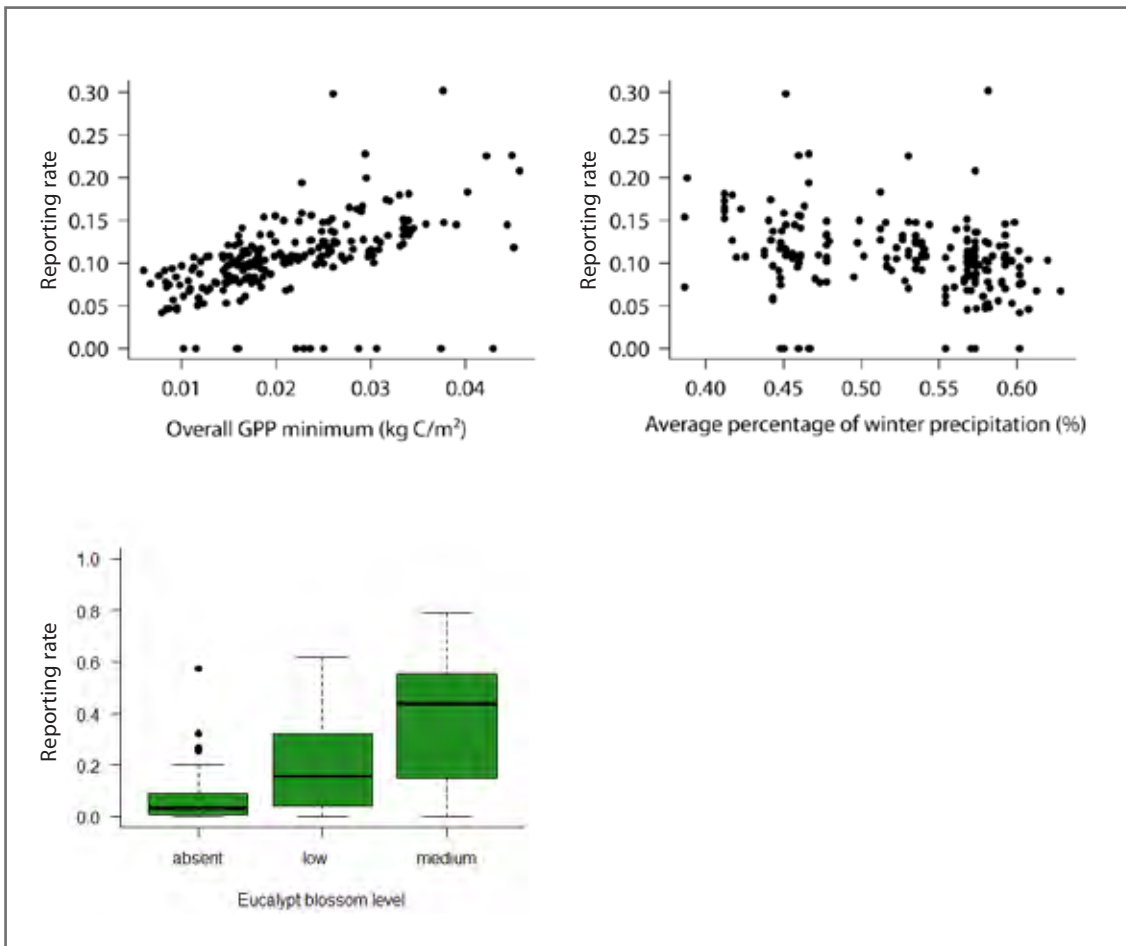 Reporting rate
0.30
0.25
0.20
0.15
0.10
0.05
0.00
0.01 0.02 0.03 0.04
Overall GPP minimum (kg C/m²)
Reporting rate
0.30
0.25
0.20
0.15
0.10
0.05
0.00
0.40 0.45 0.50 0.55 0.60
Average percentage of winter precipitation (%)
Reporting rate
1.0
0.8
0.6
0.4
0.2
0.0
absent low medium
Eucalypt blossom level